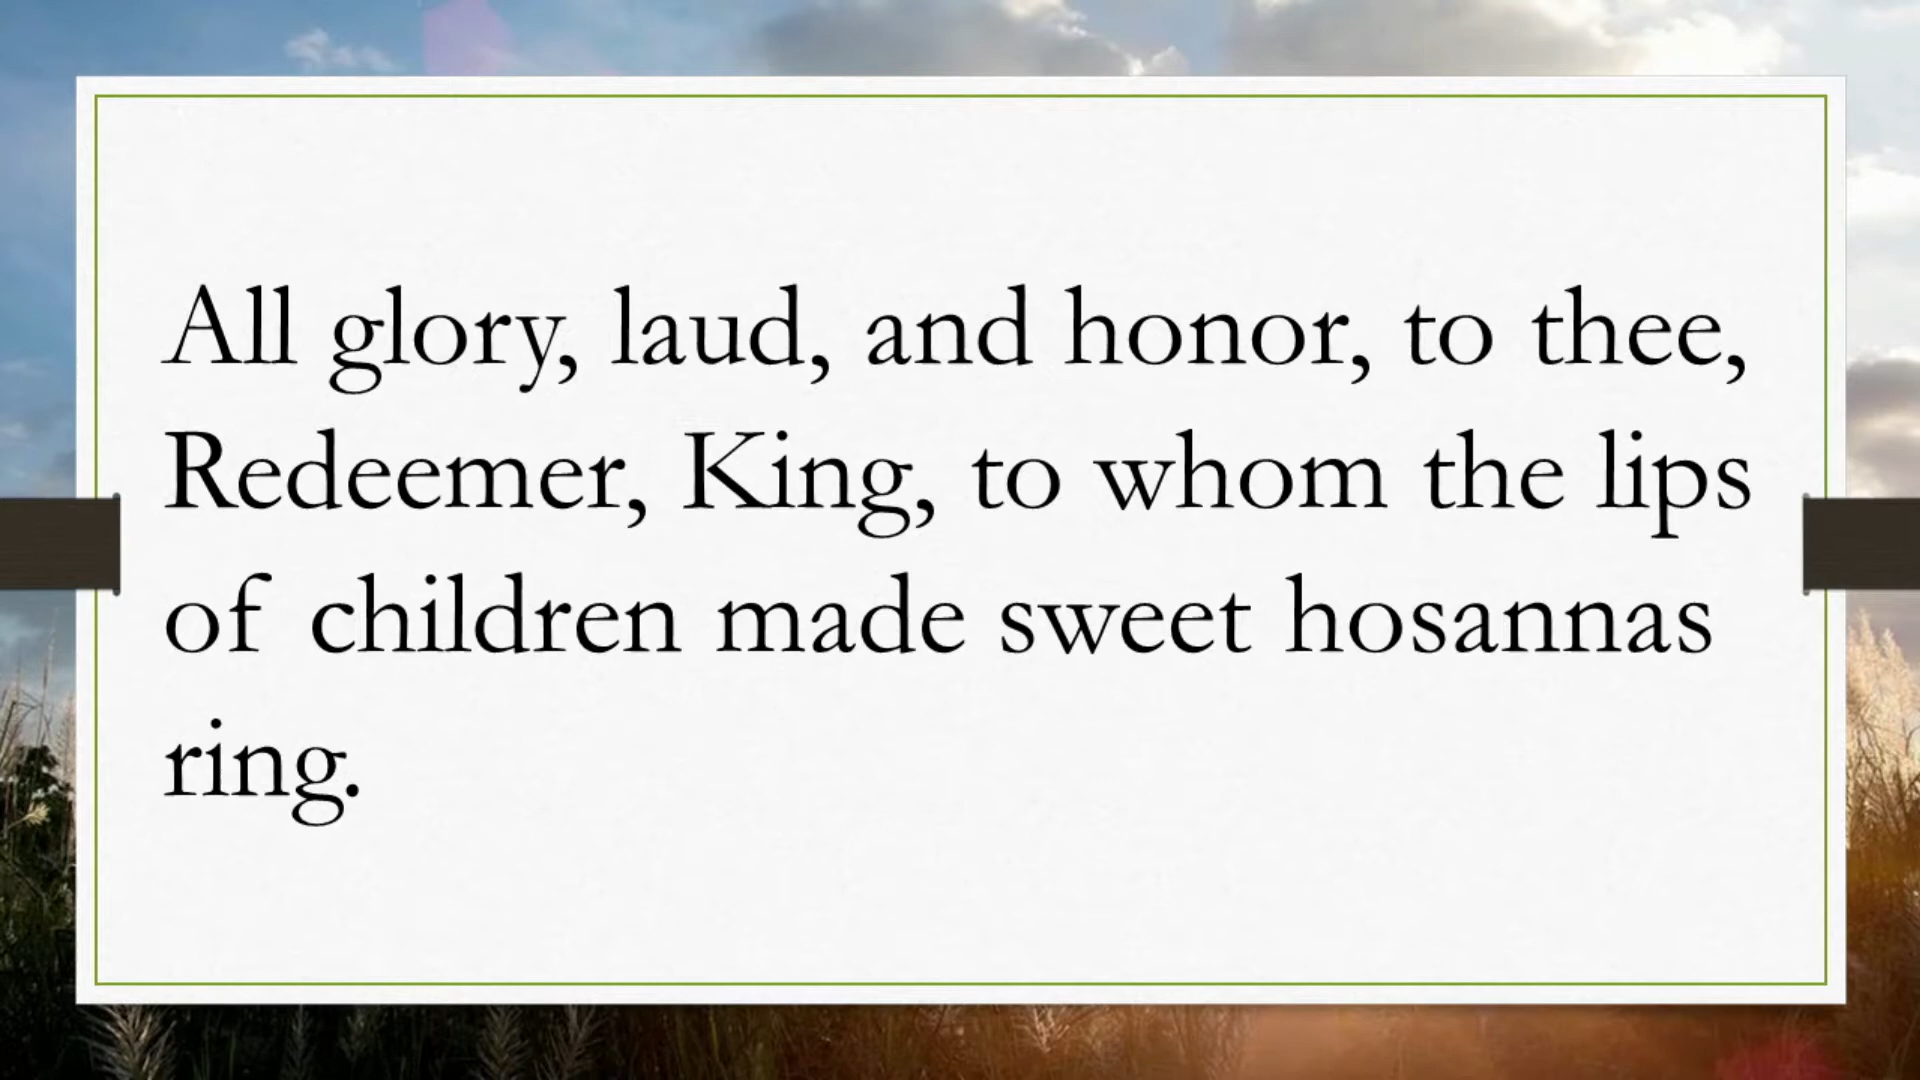 All glory, laud, and honor, to thee,
Redeemer, King, to whom the lips
of children made sweet hosannas
ring.